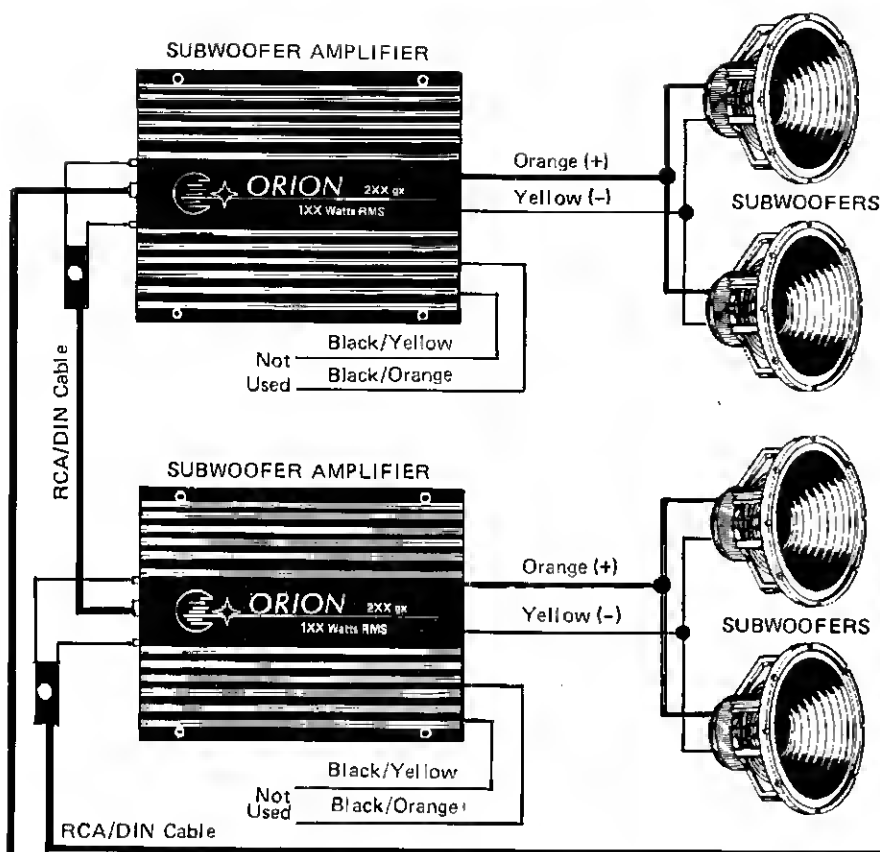 SUBWOOFER AMPLIFIER
ORION 2XX gx
1XX Watts RMS
Orange (+)
Yellow (-)
SUBWOOFERS
Black/Yellow
Not Used
Black/Orange
RCA/DIN Cable
SUBWOOFER AMPLIFIER
ORION 2XX gx
1XX Watts RMS
Orange (+)
Yellow (-)
SUBWOOFERS
Black/Yellow
Not Used
Black/Orange
RCA/DIN Cable